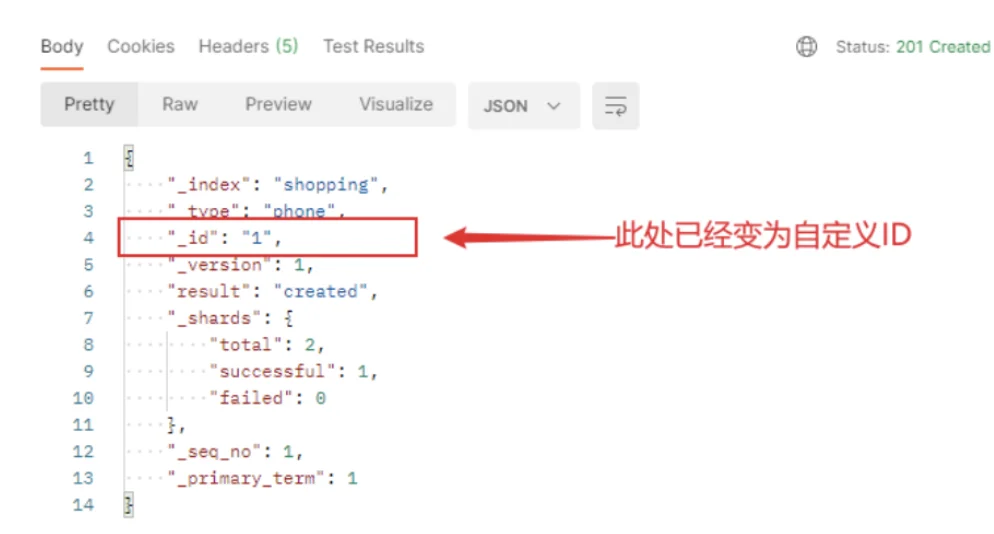 Body Cookies Headers (5) Test Results Status: 201 Created
Pretty Raw Preview Visualize JSON
1 {
2 "_index": "shopping",
3 "_type": "phone",
4 "_id": "1", 此处已经变为自定义ID
5 "_version": 1,
6 "result": "created",
7 "_shards": {
8 "total": 2,
9 "successful": 1,
10 "failed": 0
11 },
12 "_seq_no": 1,
13 "_primary_term": 1
14 }